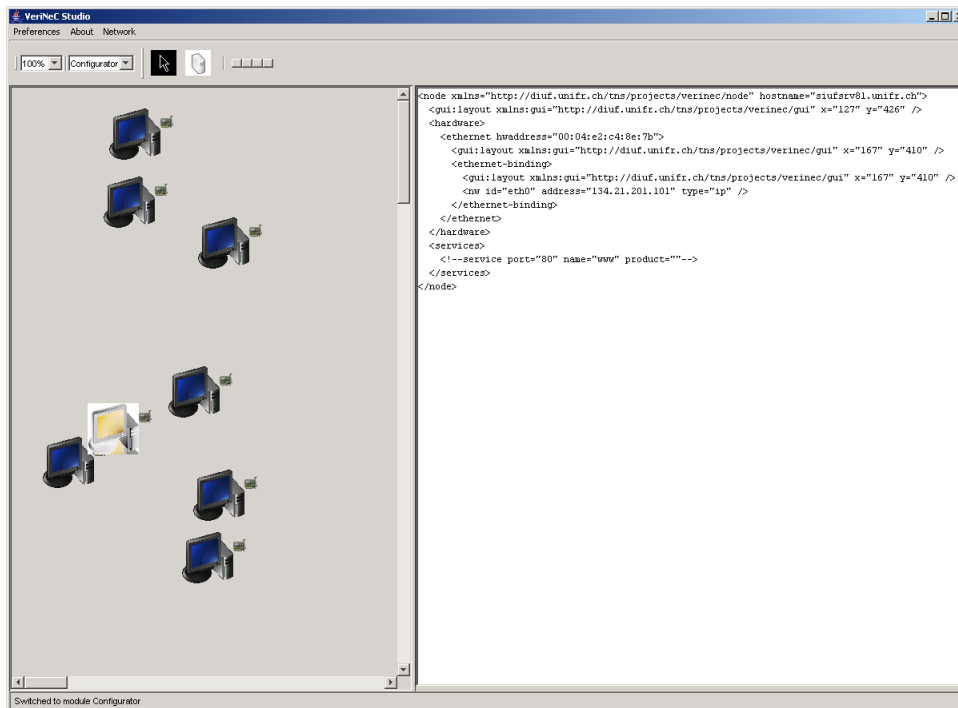 VeriNeC Studio
Preferences About Network
100% Configurator
<node xmlns="http://diuf.unifr.ch/tns/projects/verinec/node" hostname="siufsrv81.unifr.ch">
<gui:layout xmlns:gui="http://diuf.unifr.ch/tns/projects/verinec/gui" x="127" y="426" />
<hardware>
<ethernet hwaddress="00:04:e2:c4:8e:7b">
<gui:layout xmlns:gui="http://diuf.unifr.ch/tns/projects/verinec/gui" x="167" y="410" />
<ethernet-binding>
<gui:layout xmlns:gui="http://diuf.unifr.ch/tns/projects/verinec/gui" x="167" y="410" />
<nw id="eth0" address="134.21.201.101" type="ip" />
</ethernet-binding>
</ethernet>
</hardware>
<services>
<!--service port="80" name="www" product=""-->
</services>
</node>
Switched to module Configurator